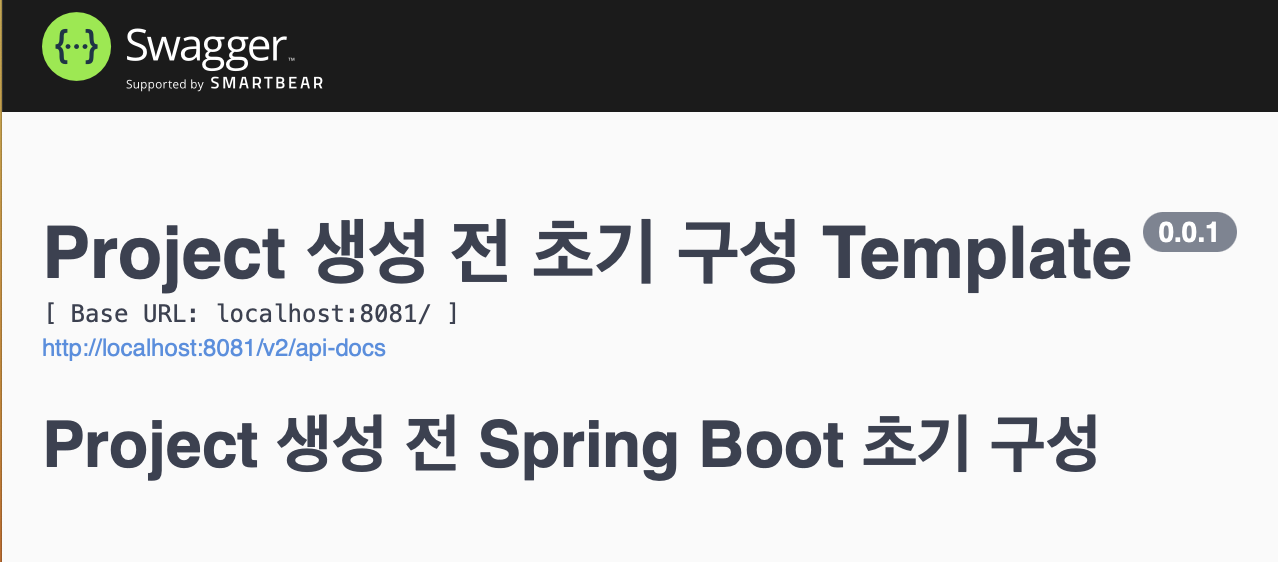 {···} Swagger™
Supported by SMARTBEAR
Project 생성 전 초기 구성 Template 0.0.1
[ Base URL: localhost:8081/ ]
http://localhost:8081/v2/api-docs
Project 생성 전 Spring Boot 초기 구성